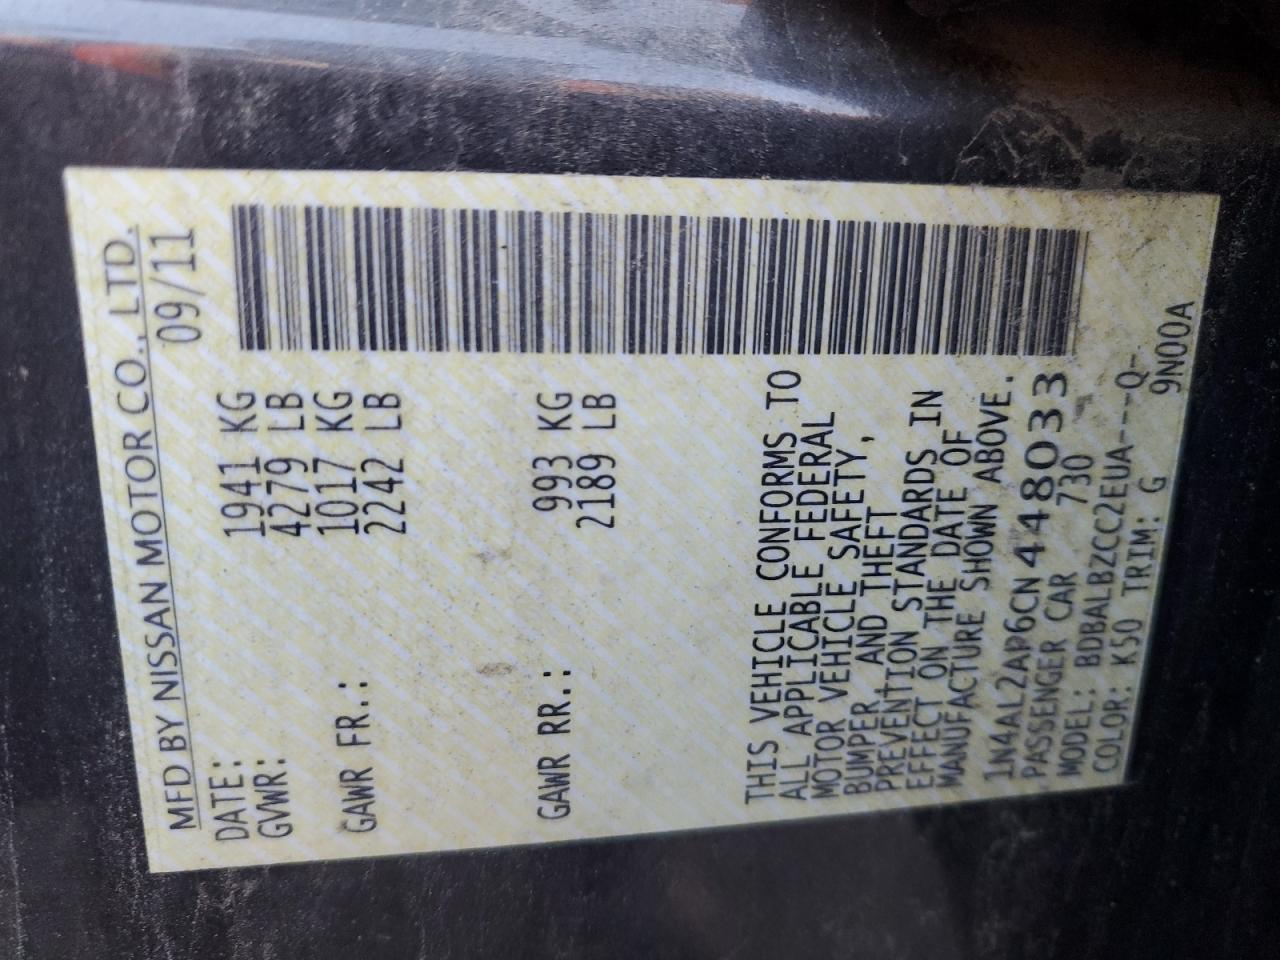 MFD BY NISSAN MOTOR CO., LTD.
DATE: 09/11
GVWR: 1941 KG
4279 LB
GAWR FR.: 1017 KG
2242 LB
GAWR RR.: 993 KG
2189 LB
THIS VEHICLE CONFORMS TO
ALL APPLICABLE FEDERAL
MOTOR VEHICLE SAFETY,
BUMPER AND THEFT
PREVENTION STANDARDS IN
EFFECT ON THE DATE OF
MANUFACTURE SHOWN ABOVE.
1N4AL2AP6CN448033
PASSENGER CAR 730
MODEL: BDBALBZCC2EUA---Q-
COLOR: K50 TRIM: G 9N00A